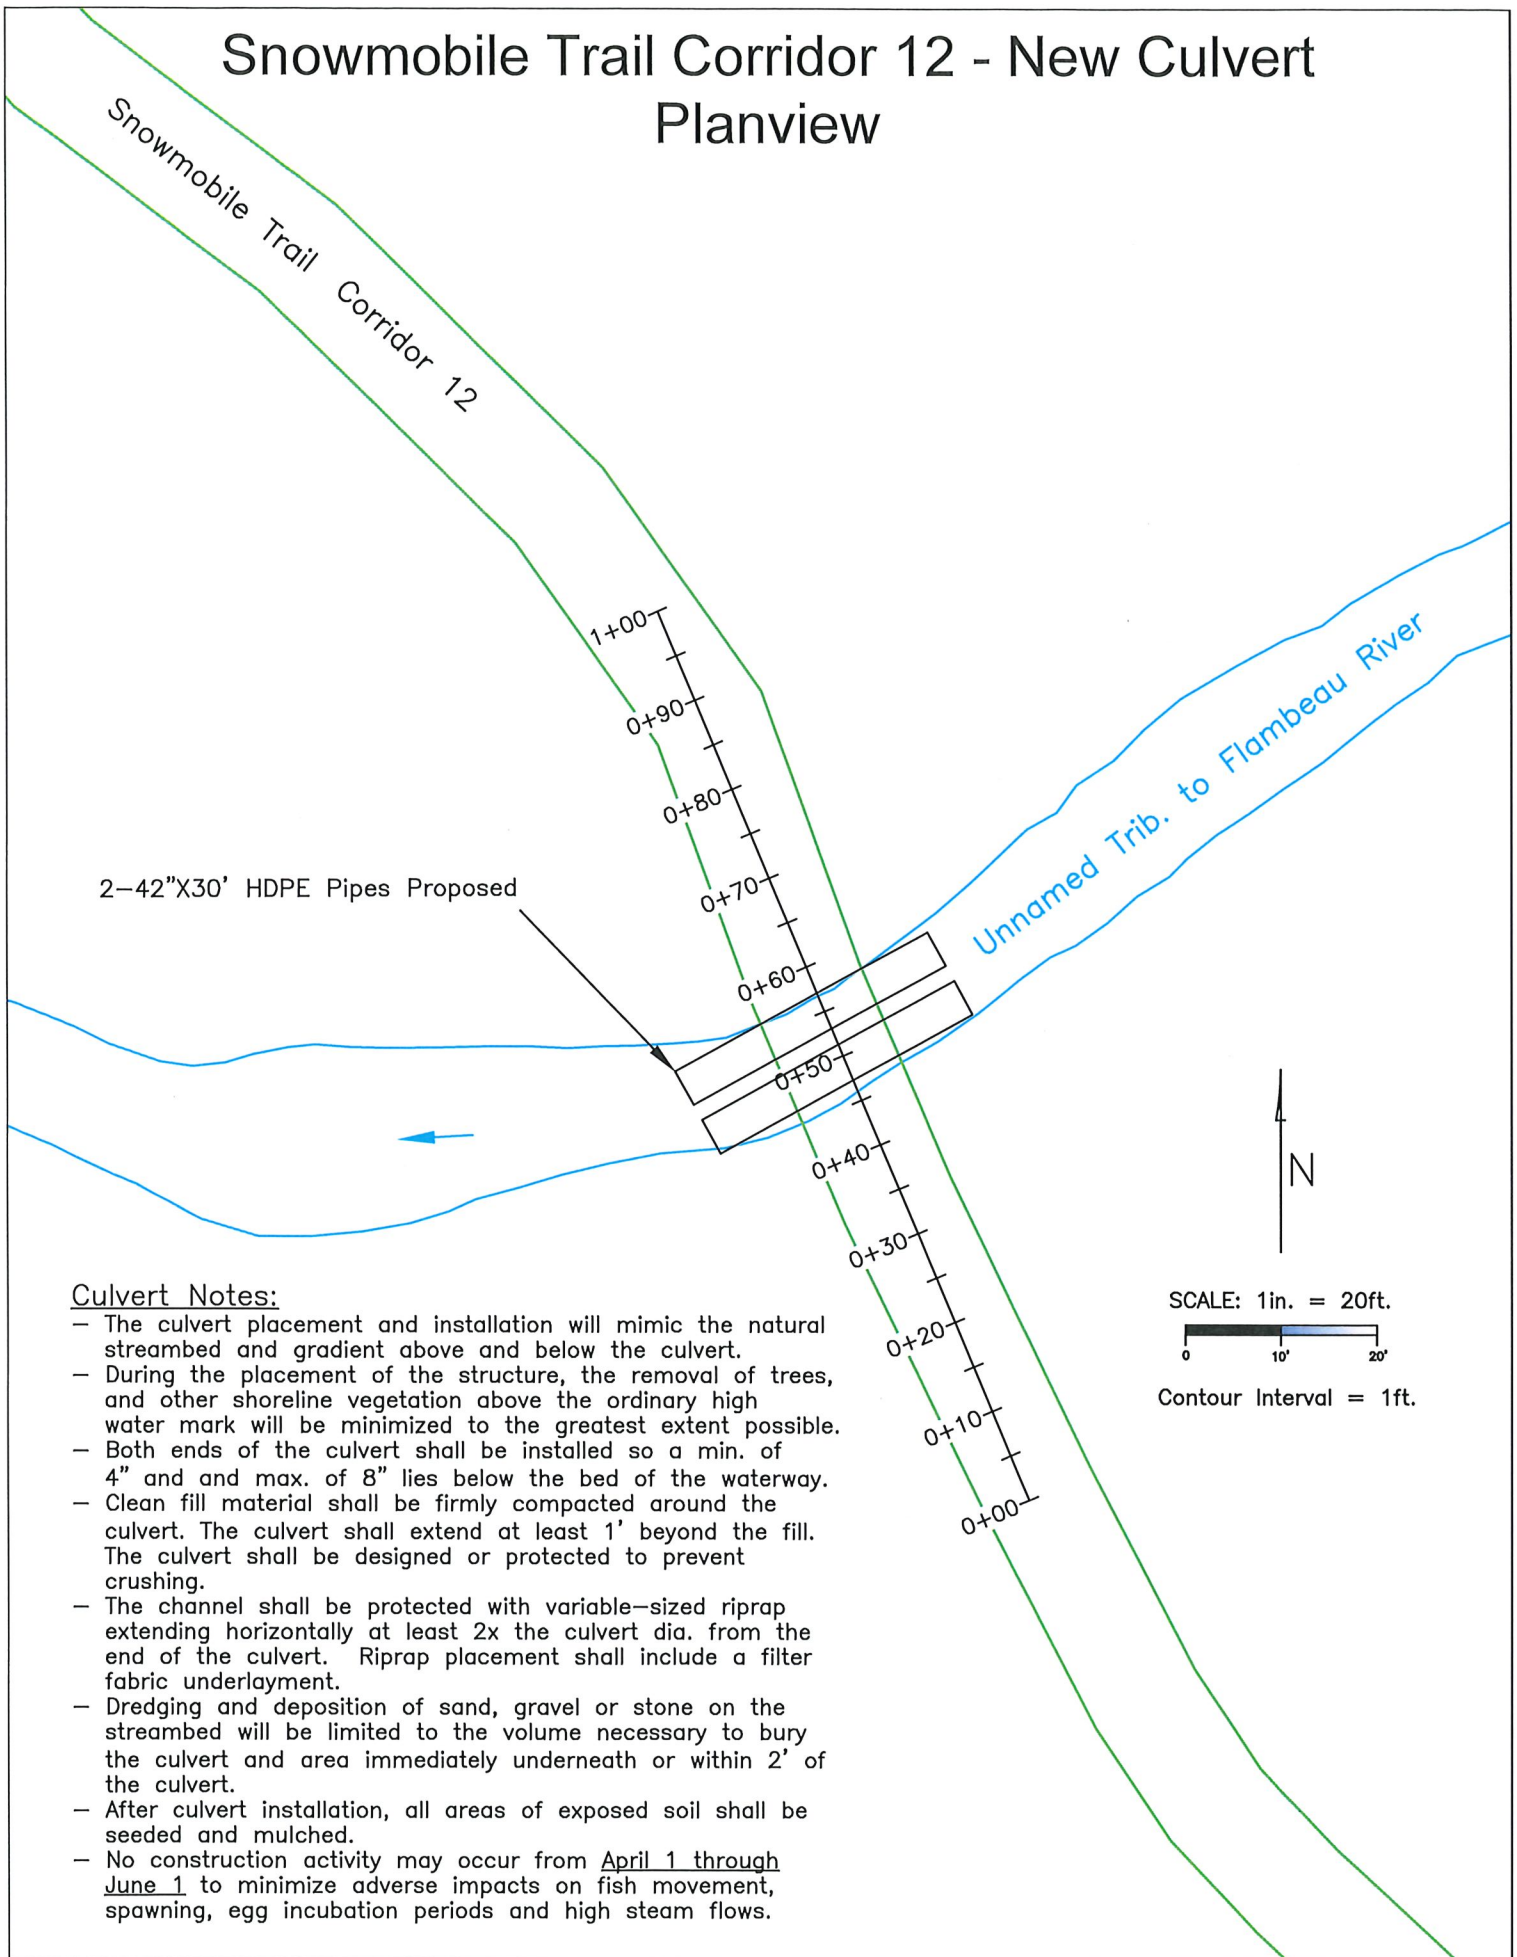 Snowmobile Trail Corridor 12 - New Culvert
Planview
Snowmobile Trail Corridor 12
1+00
0+90
0+80
0+70
0+60
0+50
0+40
0+30
0+20
0+10
0+00
Unnamed Trib. to Flambeau River
2-42"X30' HDPE Pipes Proposed
N
SCALE: 1in. = 20ft.
0 10' 20'
Contour Interval = 1ft.
Culvert Notes:
- The culvert placement and installation will mimic the natural
streambed and gradient above and below the culvert.
- During the placement of the structure, the removal of trees,
and other shoreline vegetation above the ordinary high
water mark will be minimized to the greatest extent possible.
- Both ends of the culvert shall be installed so a min. of
4" and and max. of 8" lies below the bed of the waterway.
- Clean fill material shall be firmly compacted around the
culvert. The culvert shall extend at least 1' beyond the fill.
The culvert shall be designed or protected to prevent
crushing.
- The channel shall be protected with variable-sized riprap
extending horizontally at least 2x the culvert dia. from the
end of the culvert. Riprap placement shall include a filter
fabric underlayment.
- Dredging and deposition of sand, gravel or stone on the
streambed will be limited to the volume necessary to bury
the culvert and area immediately underneath or within 2' of
the culvert.
- After culvert installation, all areas of exposed soil shall be
seeded and mulched.
- No construction activity may occur from April 1 through
June 1 to minimize adverse impacts on fish movement,
spawning, egg incubation periods and high steam flows.